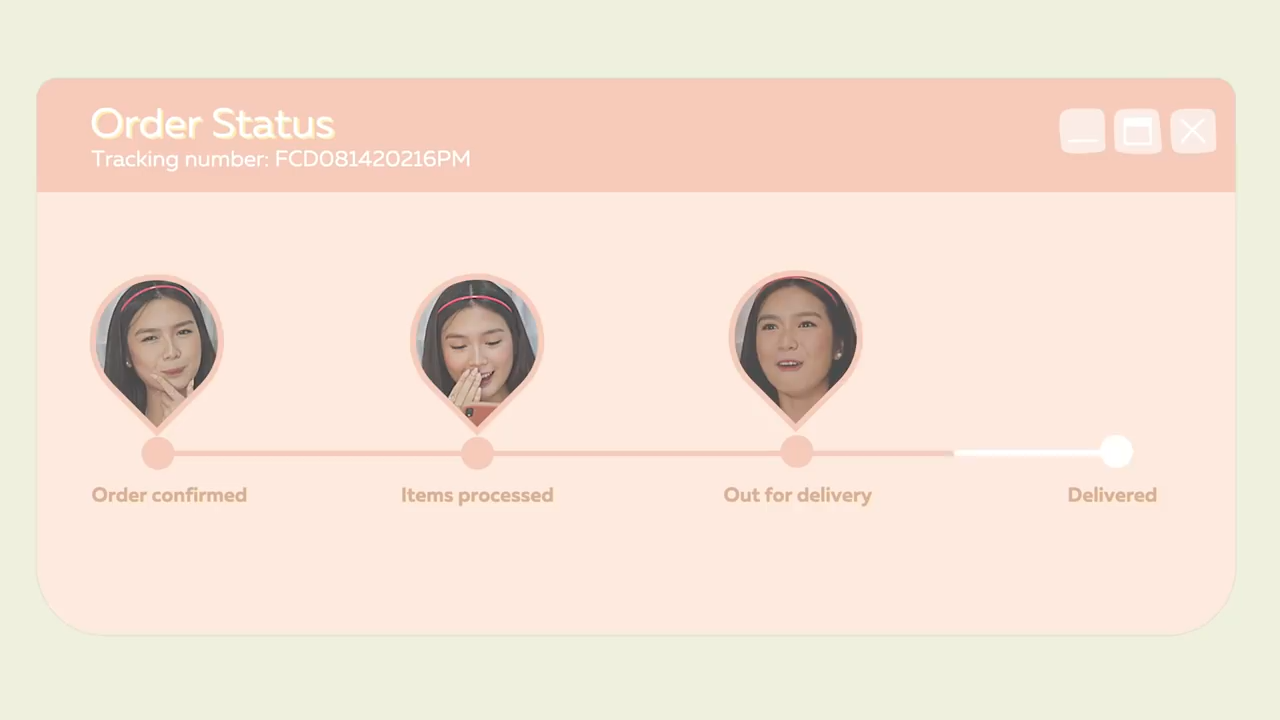 Order Status
Tracking number: FCD081420216PM
Order confirmed
Items processed
Out for delivery
Delivered